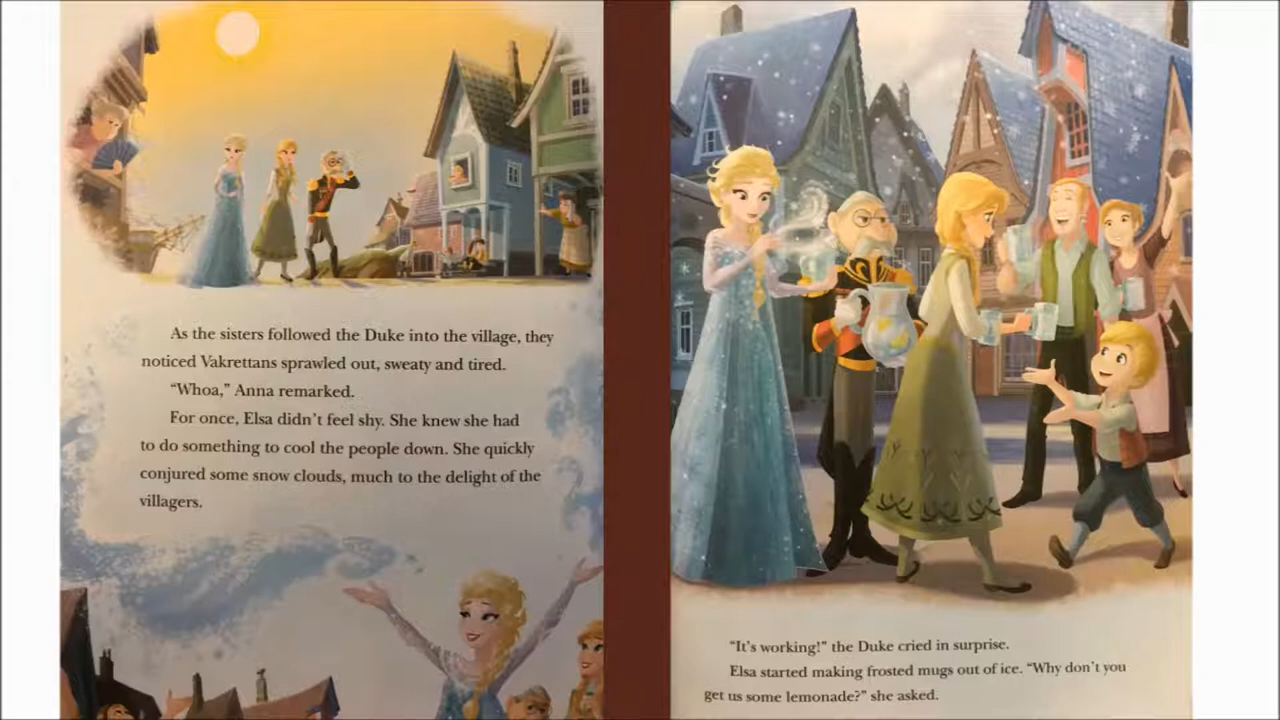 As the sisters followed the Duke into the village, they
noticed Vakrettans sprawled out, sweaty and tired.
“Whoa,” Anna remarked.
For once, Elsa didn’t feel shy. She knew she had
to do something to cool the people down. She quickly
conjured some snow clouds, much to the delight of the
villagers.
“It’s working!” the Duke cried in surprise.
Elsa started making frosted mugs out of ice. “Why don’t you
get us some lemonade?” she asked.